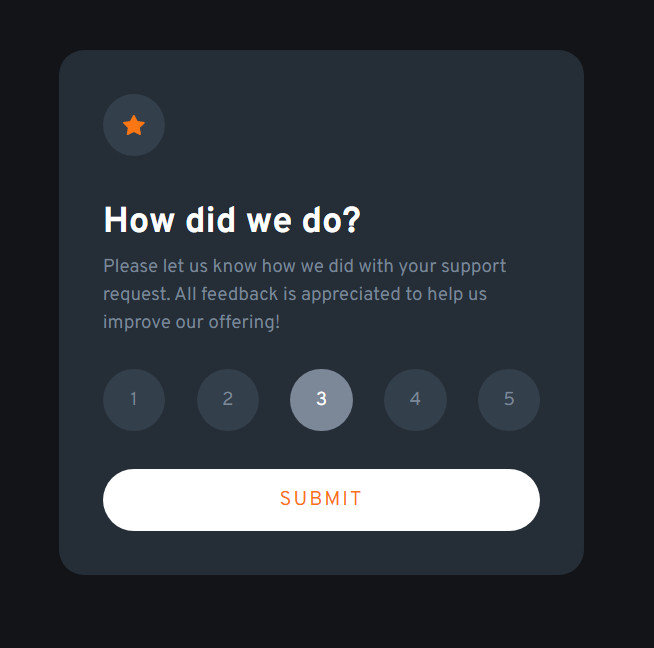 How did we do?
Please let us know how we did with your support
request. All feedback is appreciated to help us
improve our offering!
1 2 3 4 5
SUBMIT